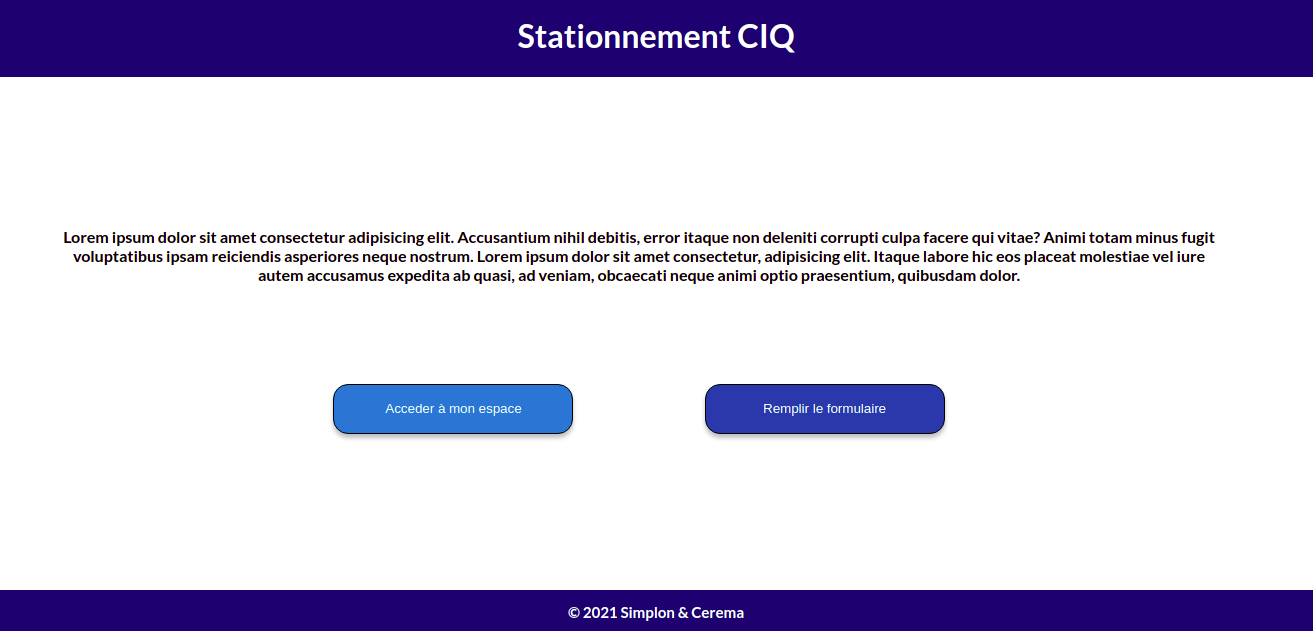 Stationnement CIQ
Lorem ipsum dolor sit amet consectetur adipisicing elit. Accusantium nihil debitis, error itaque non deleniti corrupti culpa facere qui vitae? Animi totam minus fugit
voluptatibus ipsam reiciendis asperiores neque nostrum. Lorem ipsum dolor sit amet consectetur, adipisicing elit. Itaque labore hic eos placeat molestiae vel iure
autem accusamus expedita ab quasi, ad veniam, obcaecati neque animi optio praesentium, quibusdam dolor.
Acceder à mon espace
Remplir le formulaire
© 2021 Simplon & Cerema